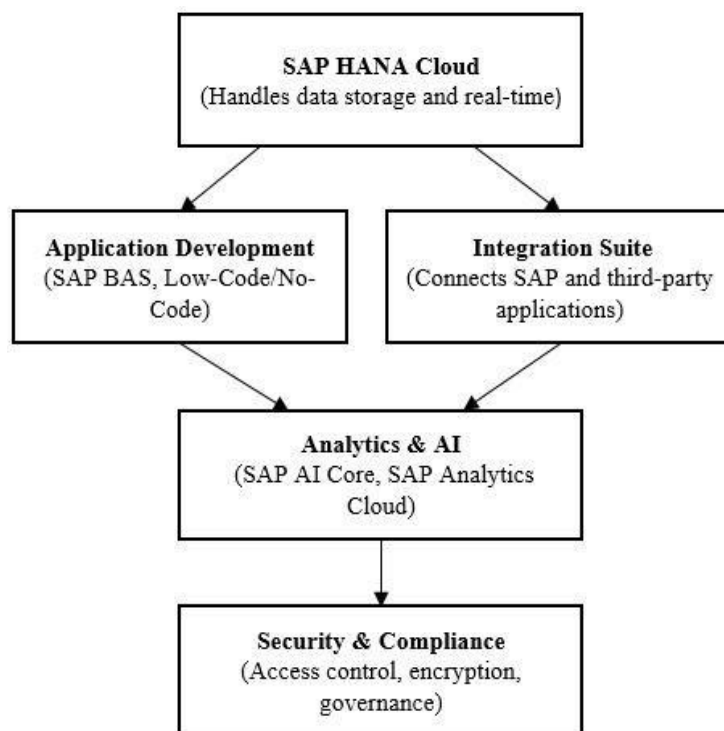 SAP HANA Cloud
(Handles data storage and real-time)
Application Development
(SAP BAS, Low-Code/No-
Code)
Integration Suite
(Connects SAP and third-party
applications)
Analytics & AI
(SAP AI Core, SAP Analytics
Cloud)
Security & Compliance
(Access control, encryption,
governance)